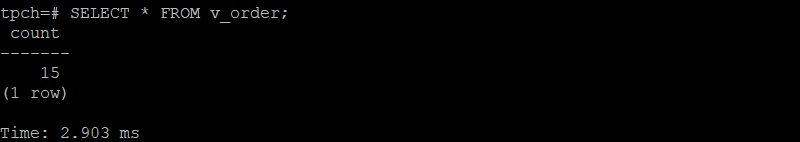 tpch=# SELECT * FROM v_order;
 count
-------
    15
(1 row)

Time: 2.903 ms